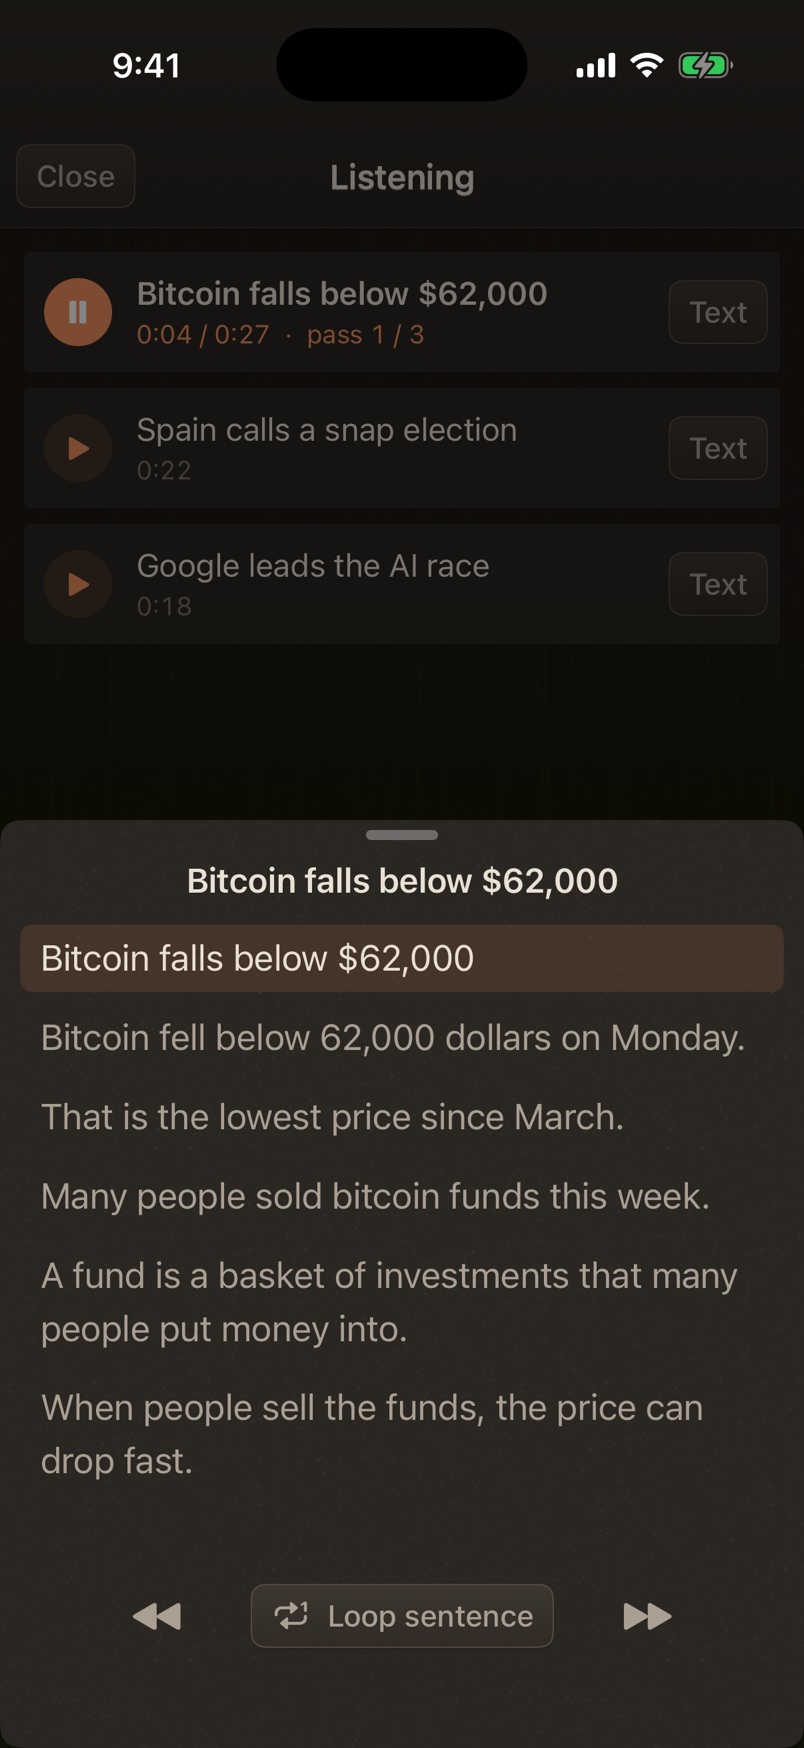 9:41
Close
Listening
Bitcoin falls below $62,000
0:04 / 0:27 · pass 1 / 3
Text
Spain calls a snap election
0:22
Text
Google leads the AI race
0:18
Text
Bitcoin falls below $62,000
Bitcoin falls below $62,000
Bitcoin fell below 62,000 dollars on Monday.
That is the lowest price since March.
Many people sold bitcoin funds this week.
A fund is a basket of investments that many
people put money into.
When people sell the funds, the price can
drop fast.
Loop sentence